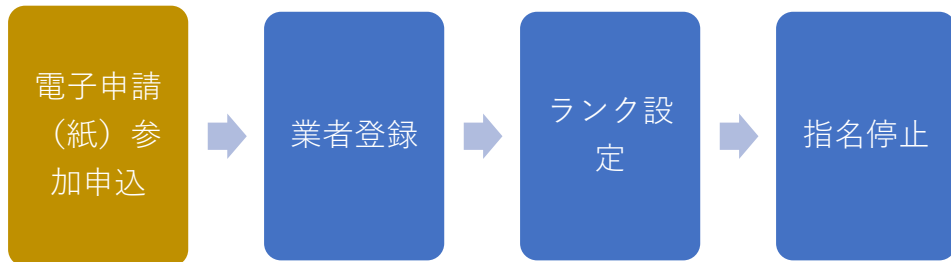 電子申請
（紙）参
加申込
業者登録
ランク設
定
指名停止